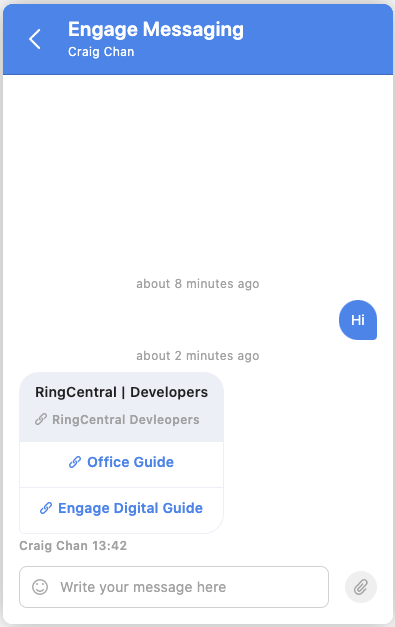 Engage Messaging
Craig Chan
about 8 minutes ago
Hi
about 2 minutes ago
RingCentral | Developers
RingCentral Devleopers
Office Guide
Engage Digital Guide
Craig Chan 13:42
Write your message here